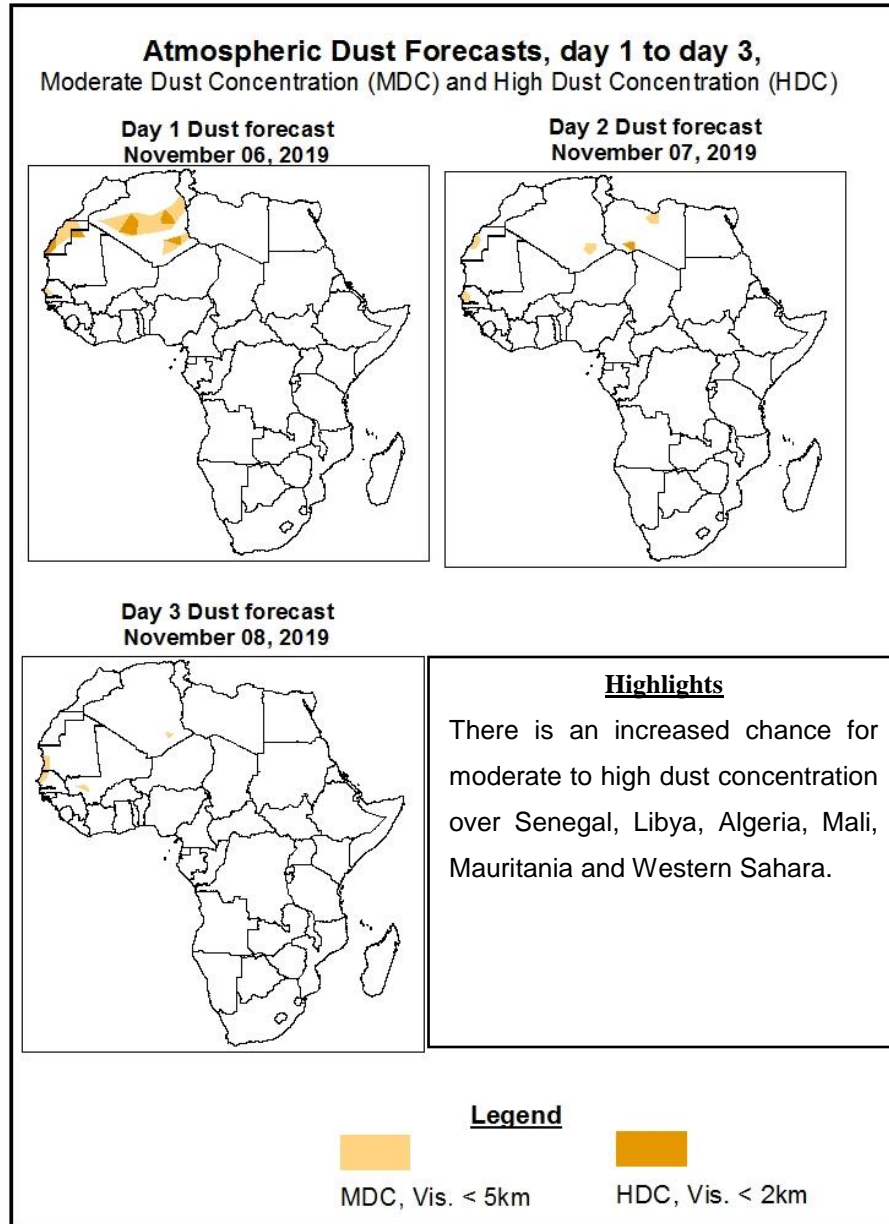 Atmospheric Dust Forecasts, day 1 to day 3,
Moderate Dust Concentration (MDC) and High Dust Concentration (HDC)
Day 1 Dust forecast
November 06, 2019
Day 2 Dust forecast
November 07, 2019
Day 3 Dust forecast
November 08, 2019
Highlights
There is an increased chance for
moderate to high dust concentration
over Senegal, Libya, Algeria, Mali,
Mauritania and Western Sahara.
Legend
MDC, Vis. < 5km
HDC, Vis. < 2km